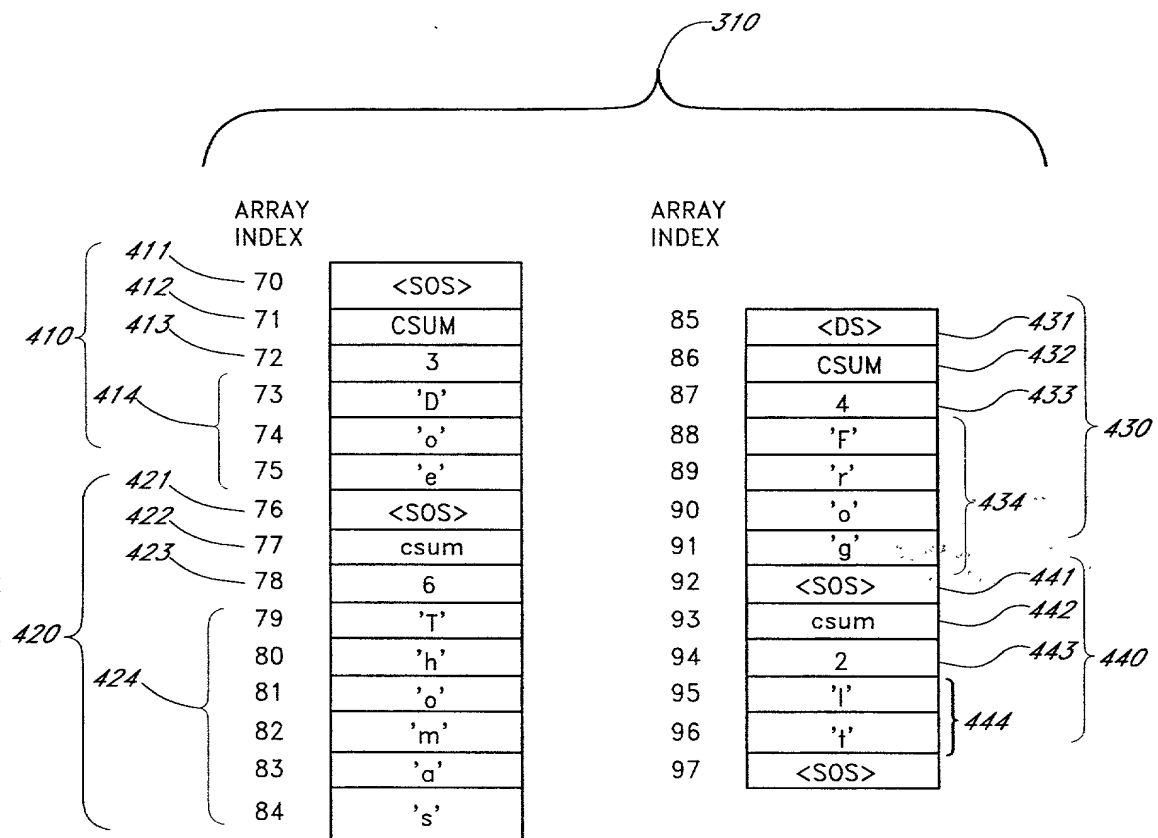 310
ARRAY
INDEX
411 70 <SOS>
412 71 CSUM
410 413 72 3
414 73 'D'
74 'o'
75 'e'
421 76 <SOS>
422 77 csum
423 78 6
420 79 'T'
80 'h'
424 81 'o'
82 'm'
83 'a'
84 's'
ARRAY
INDEX
85 <DS> 431
86 CSUM 432
87 4 433
88 'F' 430
89 'r'
90 'o' 434
91 'g'
92 <SOS> 441
93 csum 442
94 2 443 440
95 'l'
96 't' 444
97 <SOS>